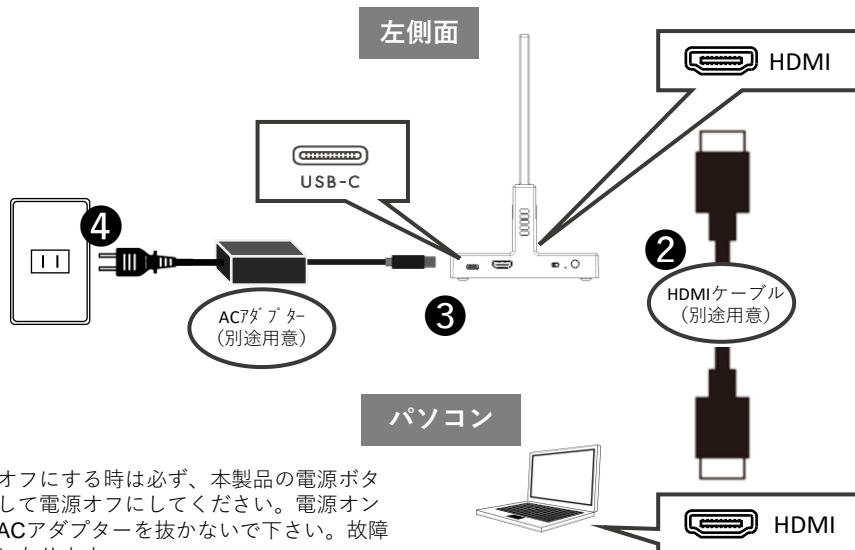 左側面
HDMI
USB-C
4
2
HDMIケーブル
（別途用意）
ACｱﾀﾞﾌﾟﾀｰ
（別途用意）
3
パソコン
オフにする時は必ず、本製品の電源ボタ
して電源オフにしてください。電源オン
ACアダプターを抜かないで下さい。故障
HDMI